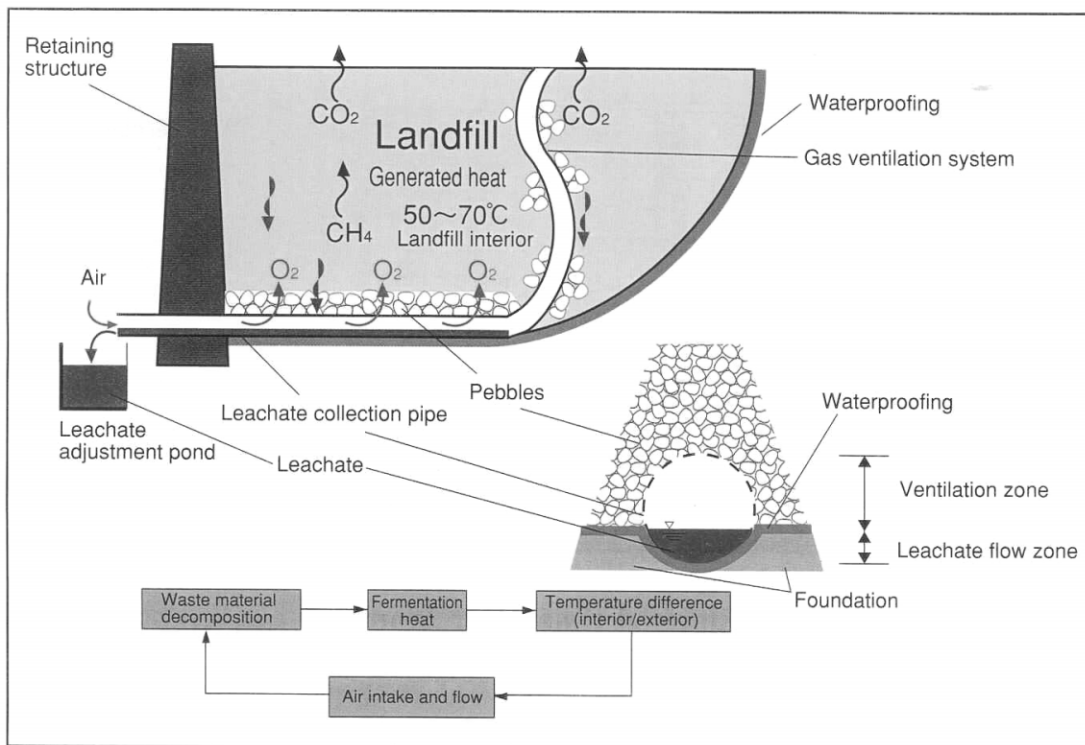 Retaining
structure
CO₂
CO₂
Waterproofing
Landfill
Gas ventilation system
Generated heat
50～70℃
CH₄
Landfill interior
Air
O₂
O₂
O₂
Pebbles
Leachate collection pipe
Waterproofing
Leachate
adjustment pond
Leachate
Ventilation zone
Leachate flow zone
Foundation
Waste material
decomposition
Fermentation
heat
Temperature difference
(interior/exterior)
Air intake and flow